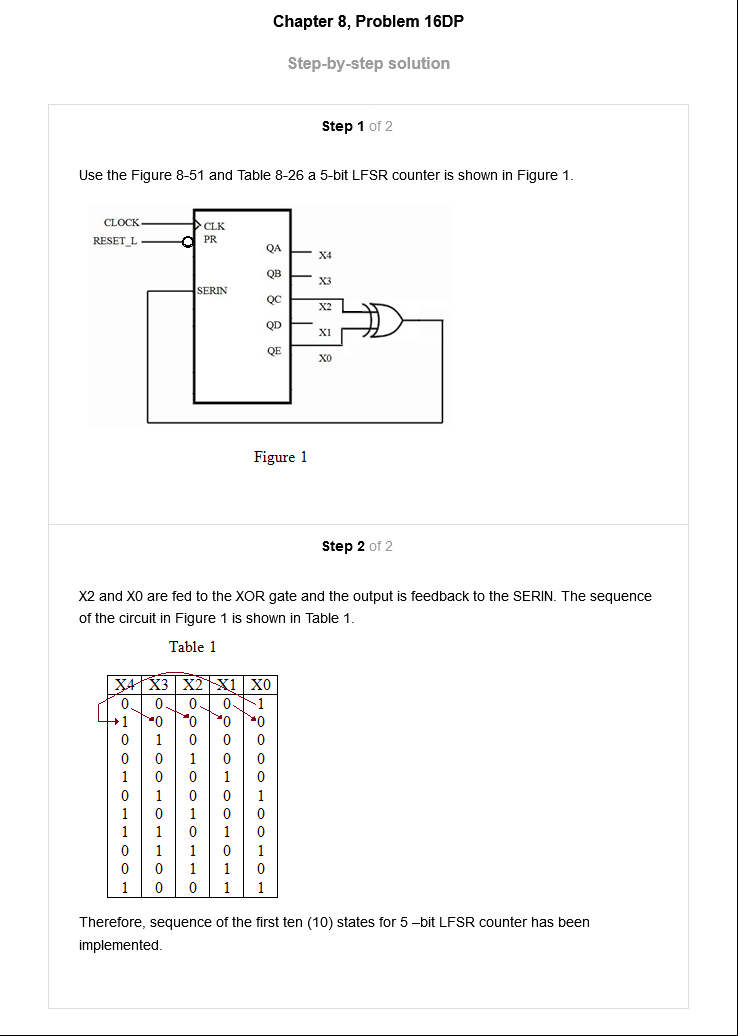 Chapter 8, Problem 16DP
Step-by-step solution
Step 1 of 2
Use the Figure 8-51 and Table 8-26 a 5-bit LFSR counter is shown in Figure 1.
CLOCK CLK
RESET_L PR
QA X4
QB X3
SERIN
QC X2
QD X1
QE X0
Figure 1
Step 2 of 2
X2 and X0 are fed to the XOR gate and the output is feedback to the SERIN. The sequence
of the circuit in Figure 1 is shown in Table 1.
Table 1
X4 X3 X2 X1 X0
0 0 0 0 1
1 0 0 0 0
0 1 0 0 0
0 0 1 0 0
1 0 0 1 0
0 1 0 0 1
1 0 1 0 0
1 1 0 1 0
0 1 1 0 1
0 0 1 1 0
1 0 0 1 1
Therefore, sequence of the first ten (10) states for 5 –bit LFSR counter has been
implemented.